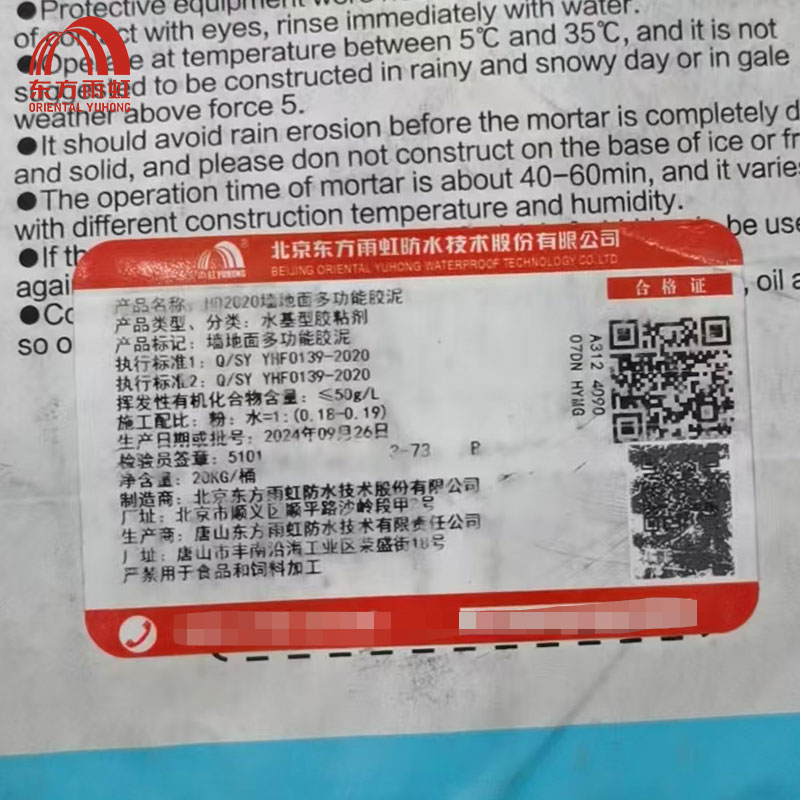 ●Protective equipment
of contact with eyes, rinse immediately with water.
●Operate at temperature between 5℃ and 35℃, and it is not
suggested to be constructed in rainy and snowy day or in gale
weather above force 5.
●It should avoid rain erosion before the mortar is completely d
and solid, and please don not construct on the base of ice or fr
●The operation time of mortar is about 40-60min, and it varie
with different construction temperature and humidity.
●If th
be use
agai
, oil a
●Co
so o
东方雨虹
ORIENTAL YUHONG
北京东方雨虹防水技术股份有限公司
BEIJING ORIENTAL YUHONG WATERPROOF TECHNOLOGY CO.LTD
合格证
产品名称: 2020墙地面多功能胶泥
产品类型、分类: 水基型胶粘剂
产品标记: 墙地面多功能胶泥
执行标准1: Q/SY YHF0139-2020
执行标准2: Q/SY YHF0139-2020
挥发性有机化合物含量: ≤50g/L
施工配比: 粉: 水=1:(0.18-0.19)
生产日期或批号: 2024年09月26日
检验员签章: 5101
2-73
净含量: 20KG/桶
制造商: 北京东方雨虹防水技术股份有限公司
厂址: 北京市顺义区顺平路沙岭段甲2号
生产商: 唐山东方雨虹防水技术有限责任公司
厂址: 唐山市丰南沿海工业区荣盛街18号
严禁用于食品和饲料加工
A312 4090
07DN HYWG